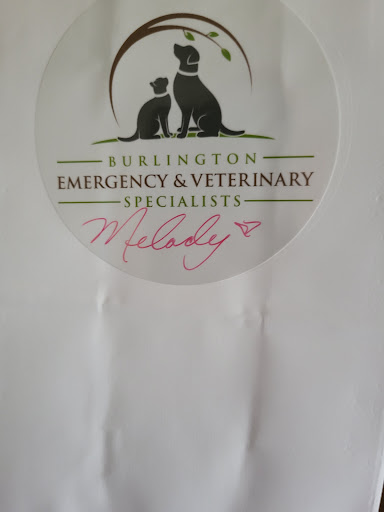 BURLINGTON
EMERGENCY & VETERINARY
SPECIALISTS
Melody